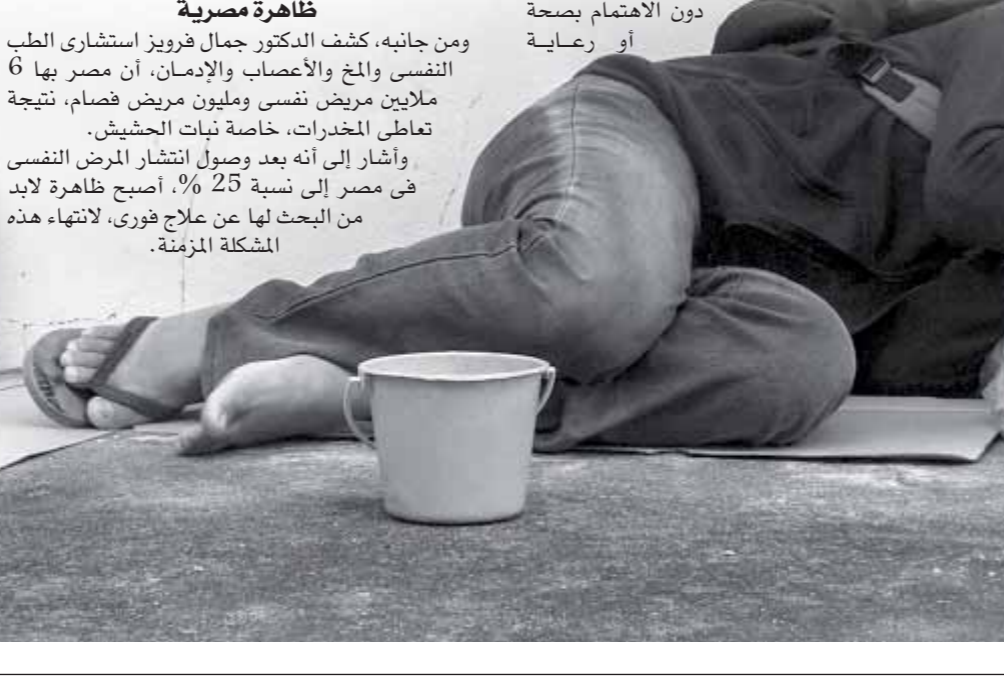 دون الاهتمام بصحة
أو رعـايــة
ظاهرة مصرية
ومن جانبه، كشف الدكتور جمال فرويز استشارى الطب
النفسى والمخ والأعصاب والإدمـان، أن مصر بها 6
ملايين مريض نفسى ومليون مريض فصام، نتيجة
تعاطى المخدرات، خاصة نبات الحشيش.
وأشار إلى أنه بعد وصول انتشار المرض النفسى
فى مصر إلى نسبة 25 %، أصبح ظاهرة لابد
من البحث لها عن علاج فورى، لانتهاء هذه
المشكلة المزمنة.